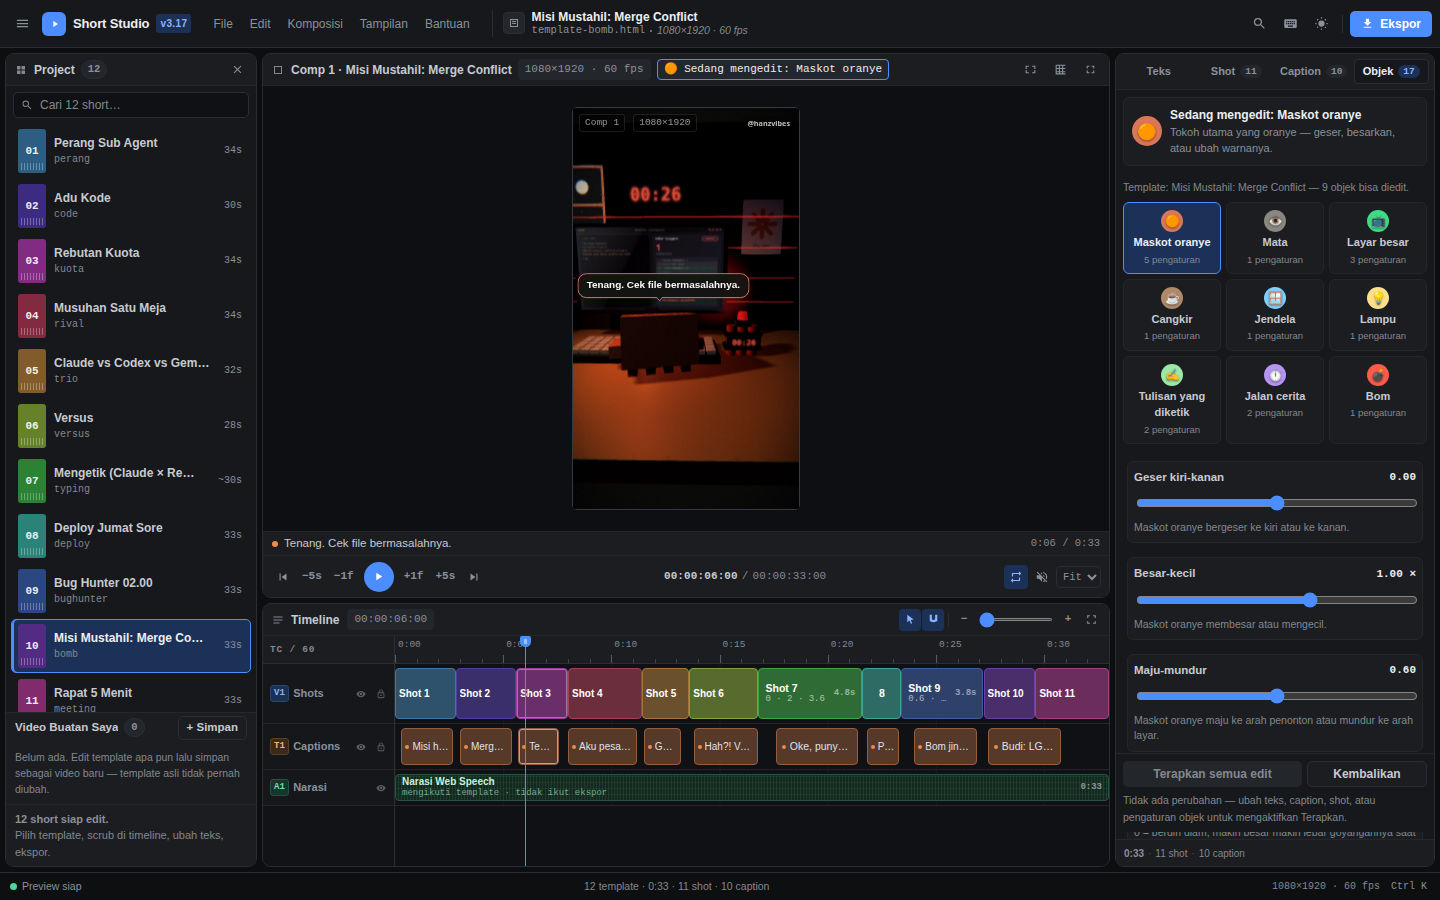 Short Studio v3.17 File Edit Komposisi Tampilan Bantuan
Misi Mustahil: Merge Conflict
template-bomb.html · 1080×1920 · 60 fps
Ekspor
Project 12
Cari 12 short…
01 Perang Sub Agent 34s
perang
02 Adu Kode 30s
code
03 Rebutan Kuota 34s
kuota
04 Musuhan Satu Meja 34s
rival
05 Claude vs Codex vs Gem… 32s
trio
06 Versus 28s
versus
07 Mengetik (Claude × Re… ~30s
typing
08 Deploy Jumat Sore 33s
deploy
09 Bug Hunter 02.00 33s
bughunter
10 Misi Mustahil: Merge Co… 33s
bomb
11 Rapat 5 Menit 33s
meeting
Video Buatan Saya 0 + Simpan
Belum ada. Edit template apa pun lalu simpan
sebagai video baru — template asli tidak pernah
diubah.
12 short siap edit.
Pilih template, scrub di timeline, ubah teks,
ekspor.
Comp 1 · Misi Mustahil: Merge Conflict 1080×1920 · 60 fps Sedang mengedit: Maskot oranye
Comp 1 1080×1920 @hanzvibes
00:26
Tenang. Cek file bermasalahnya.
00:26
Tenang. Cek file bermasalahnya. 0:06 / 0:33
−5s −1f +1f +5s 00:00:06:00 / 00:00:33:00 Fit
Timeline 00:00:06:00 − +
TC / 60 0:00 0:10 0:15 0:20 0:25 0:30
V1 Shots Shot 1 Shot 2 Shot 3 Shot 4 Shot 5 Shot 6 Shot 7 4.8s 8 Shot 9 3.8s Shot 10 Shot 11
0 · 2 · 3.6 0.6 · …
T1 Captions Misi h… Merg… Te… Aku pesa… G… Hah?! V… Oke, puny… P… Bom jin… Budi: LG…
A1 Narasi Narasi Web Speech 0:33
mengikuti template · tidak ikut ekspor
Teks Shot 11 Caption 10 Objek 17
Sedang mengedit: Maskot oranye
Tokoh utama yang oranye — geser, besarkan,
atau ubah warnanya.
Template: Misi Mustahil: Merge Conflict — 9 objek bisa diedit.
Maskot oranye Mata Layar besar
5 pengaturan 1 pengaturan 3 pengaturan
Cangkir Jendela Lampu
1 pengaturan 1 pengaturan 1 pengaturan
Tulisan yang diketik Jalan cerita Bom
2 pengaturan 2 pengaturan 1 pengaturan
Geser kiri-kanan 0.00
Maskot oranye bergeser ke kiri atau ke kanan.
Besar-kecil 1.00 ×
Maskot oranye membesar atau mengecil.
Maju-mundur 0.60
Maskot oranye maju ke arah penonton atau mundur ke arah
layar.
Terapkan semua edit Kembalikan
Tidak ada perubahan — ubah teks, caption, shot, atau
pengaturan objek untuk mengaktifkan Terapkan.
0:33 · 11 shot · 10 caption
Preview siap 12 template · 0:33 · 11 shot · 10 caption 1080×1920 · 60 fps Ctrl K